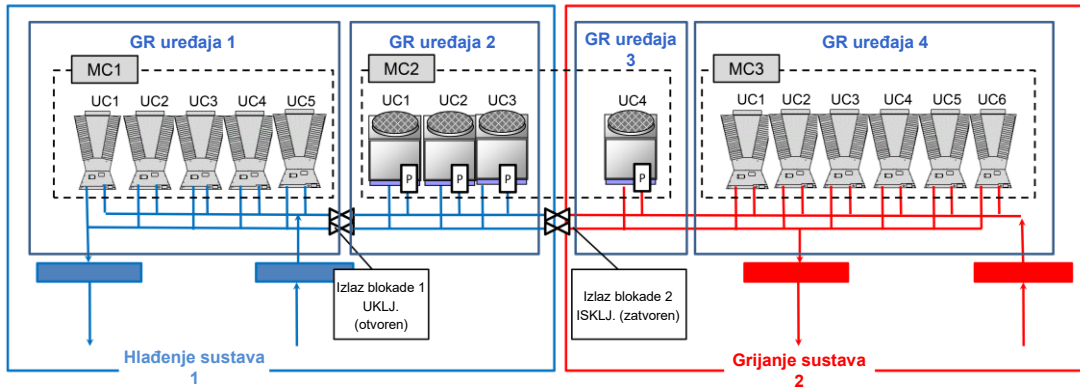 GR uređaja 1
GR uređaja 2
GR uređaja
3
GR uređaja 4
MC1
MC2
MC3
UC1
UC2
UC3
UC4
UC5
UC1
UC2
UC3
UC4
UC1
UC2
UC3
UC4
UC5
UC6
P
P
P
P
Izlaz blokade 1
UKLJ.
(otvoren)
Izlaz blokade 2
ISKLJ. (zatvoren)
Hlađenje sustava
1
Grijanje sustava
2